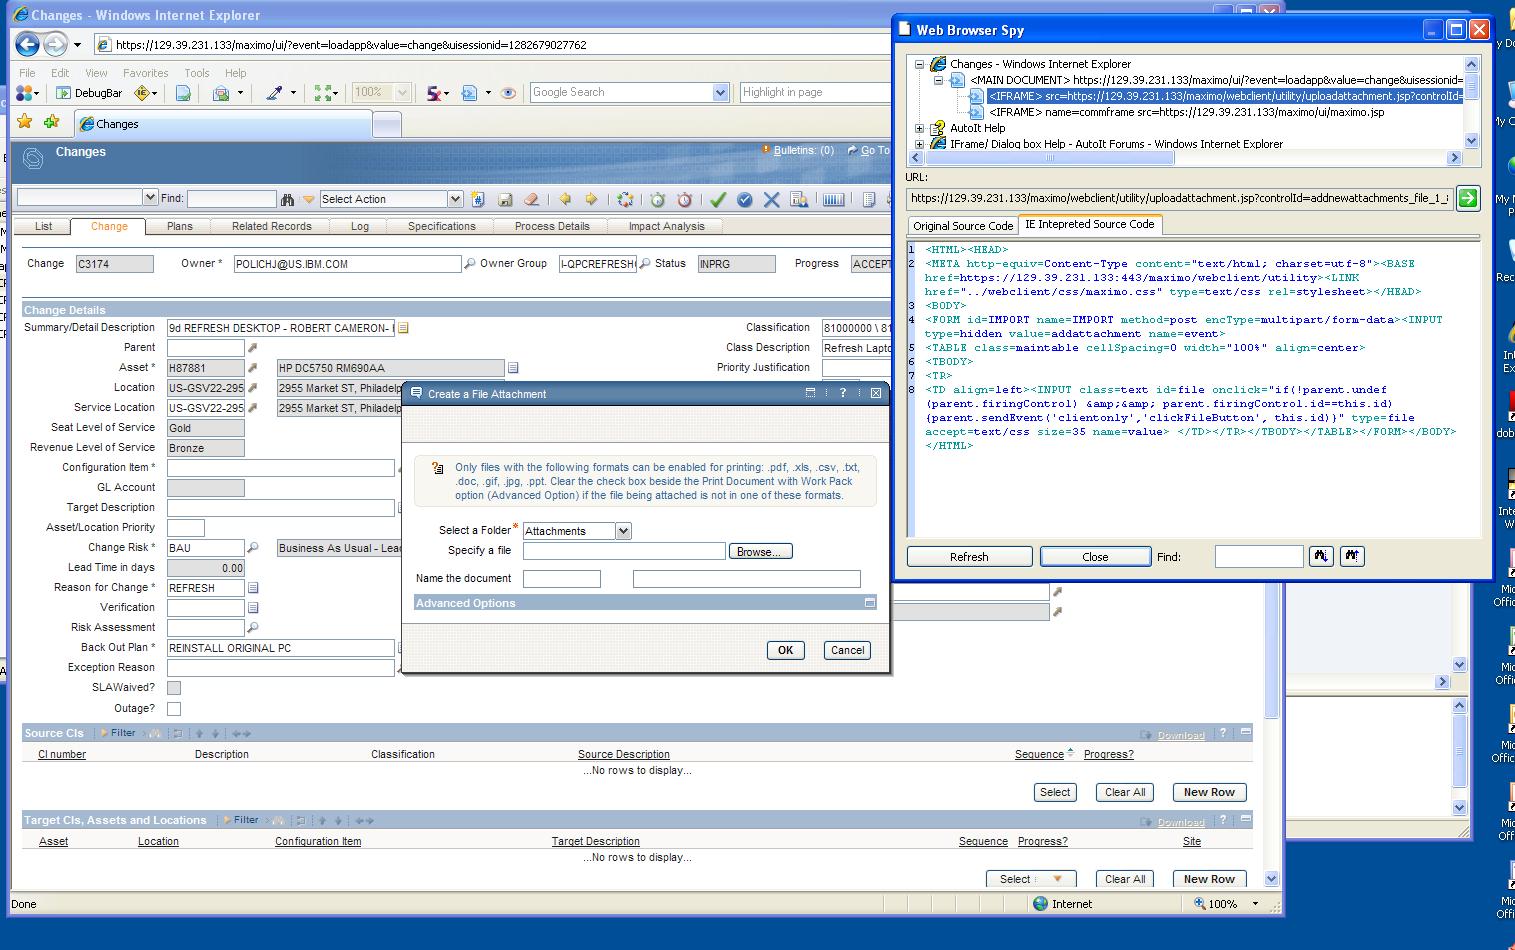 Changes - Windows Internet Explorer
https://129.39.231.133/maximo/ui/?event=loadapp&value=change&uisessionid=1282679027762
File Edit View Favorites Tools Help
DebugBar 100% Google Search Highlight in page
Changes
Changes Bulletins: (0) Go To
Find: Select Action
List Change Plans Related Records Log Specifications Process Details Impact Analysis
Change C3174 Owner * POLICHJ@US.IBM.COM Owner Group I-QPCREFRESH Status INPRG Progress ACCEPT
Change Details
Summary/Detail Description 9d REFRESH DESKTOP - ROBERT CAMERON- Classification 81000000 \ 81
Parent Class Description Refresh Lapto
Asset * H87881 HP DC5750 RM690AA Priority Justification
Location US-GSV22-295 2955 Market ST, Philadelp
Service Location US-GSV22-295 2955 Market ST, Philadelp
Seat Level of Service Gold
Revenue Level of Service Bronze
Configuration Item *
GL Account
Target Description
Asset/Location Priority
Change Risk * BAU Business As Usual - Lea
Lead Time in days 0.00
Reason for Change * REFRESH
Verification
Risk Assessment
Back Out Plan * REINSTALL ORIGINAL PC
Exception Reason
SLAWaived?
Outage?
Source CIs Filter Download ?
CI number Description Classification Source Description Sequence Progress?
...No rows to display...
Select Clear All New Row
Target CIs, Assets and Locations Filter Download ?
Asset Location Configuration Item Target Description Sequence Progress? Site
...No rows to display...
Select Clear All New Row
Done Internet 100%
Create a File Attachment ?
Only files with the following formats can be enabled for printing: .pdf, .xls, .csv, .txt,
.doc, .gif, .jpg, .ppt. Clear the check box beside the Print Document with Work Pack
option (Advanced Option) if the file being attached is not in one of these formats.
Select a Folder * Attachments
Specify a file Browse...
Name the document
Advanced Options
OK Cancel
Web Browser Spy
Changes - Windows Internet Explorer
<MAIN DOCUMENT> https://129.39.231.133/maximo/ui/?event=loadapp&value=change&uisessionid=
<IFRAME> src=https://129.39.231.133/maximo/webclient/utility/uploadattachment.jsp?controlId=
<IFRAME> name=commframe src=https://129.39.231.133/maximo/ui/maximo.jsp
AutoIt Help
IFrame/ Dialog box Help - AutoIt Forums - Windows Internet Explorer
URL:
https://129.39.231.133/maximo/webclient/utility/uploadattachment.jsp?controlId=addnewattachments_file_1_
Original Source Code IE Intepreted Source Code
1 <HTML><HEAD>
2 <META http-equiv=Content-Type content="text/html; charset=utf-8"><BASE
href=https://129.39.231.133:443/maximo/webclient/utility><LINK
href="../webclient/css/maximo.css" type=text/css rel=stylesheet></HEAD>
3 <BODY>
4 <FORM id=IMPORT name=IMPORT method=post encType=multipart/form-data><INPUT
type=hidden value=addattachment name=event>
5 <TABLE class=maintable cellSpacing=0 width="100%" align=center>
6 <TBODY>
7 <TR>
8 <TD align=left><INPUT class=text id=file onclick="if(!parent.undef
(parent.firingControl) &amp;&amp; parent.firingControl.id==this.id)
{parent.sendEvent('clientonly','clickFileButton', this.id)}" type=file
accept=text/css size=35 name=value> </TD></TR></TBODY></TABLE></FORM></BODY>
</HTML>
Refresh Close Find: